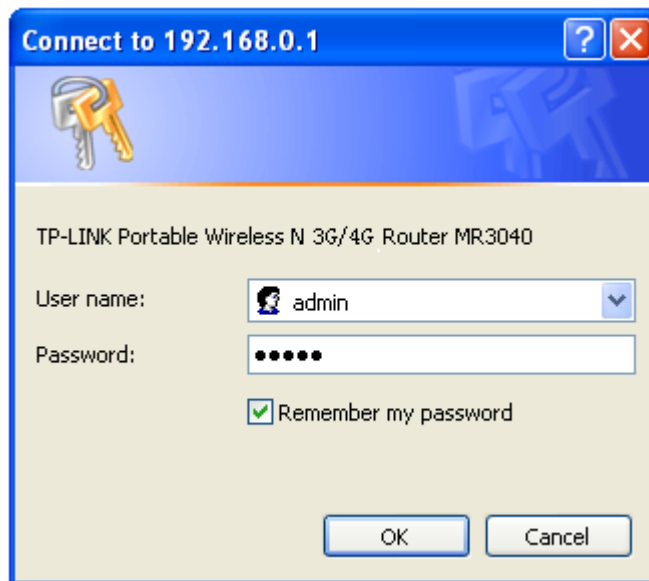 Connect to 192.168.0.1
TP-LINK Portable Wireless N 3G/4G Router MR3040
User name: admin
Password: •••••
Remember my password
OK Cancel